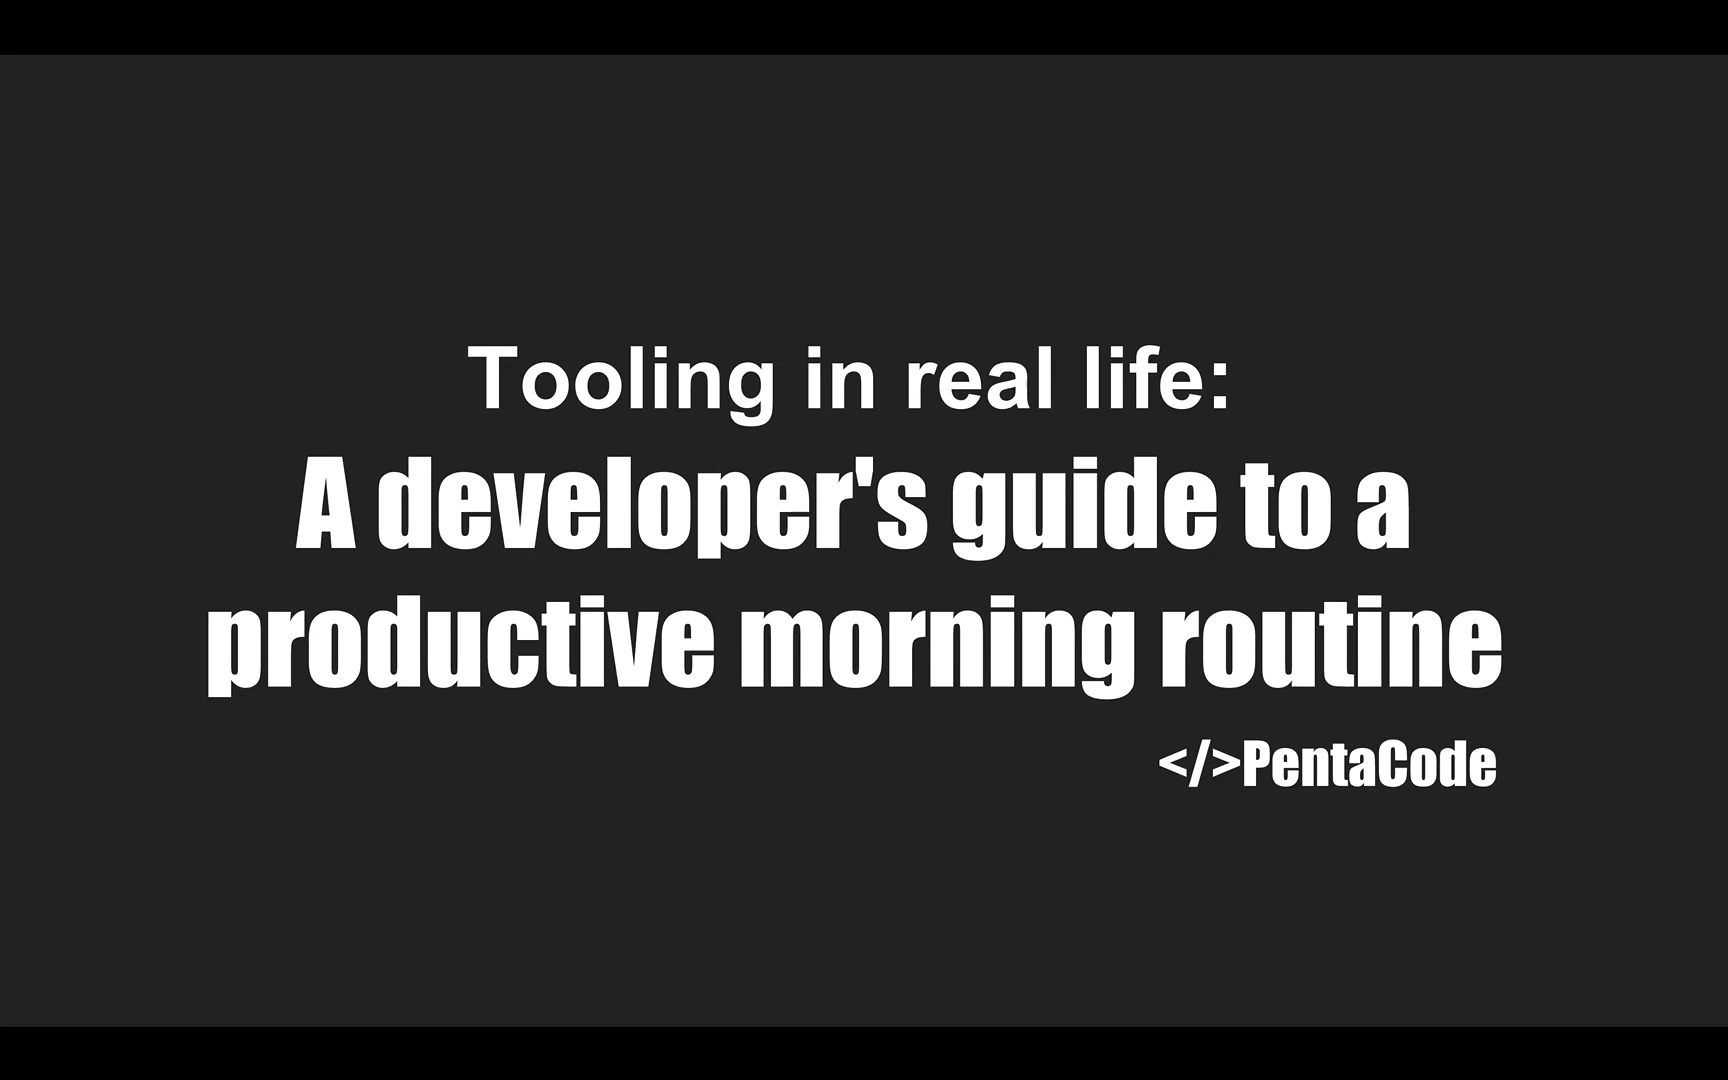 Tooling in real life:
A developer's guide to a
productive morning routine
</>PentaCode